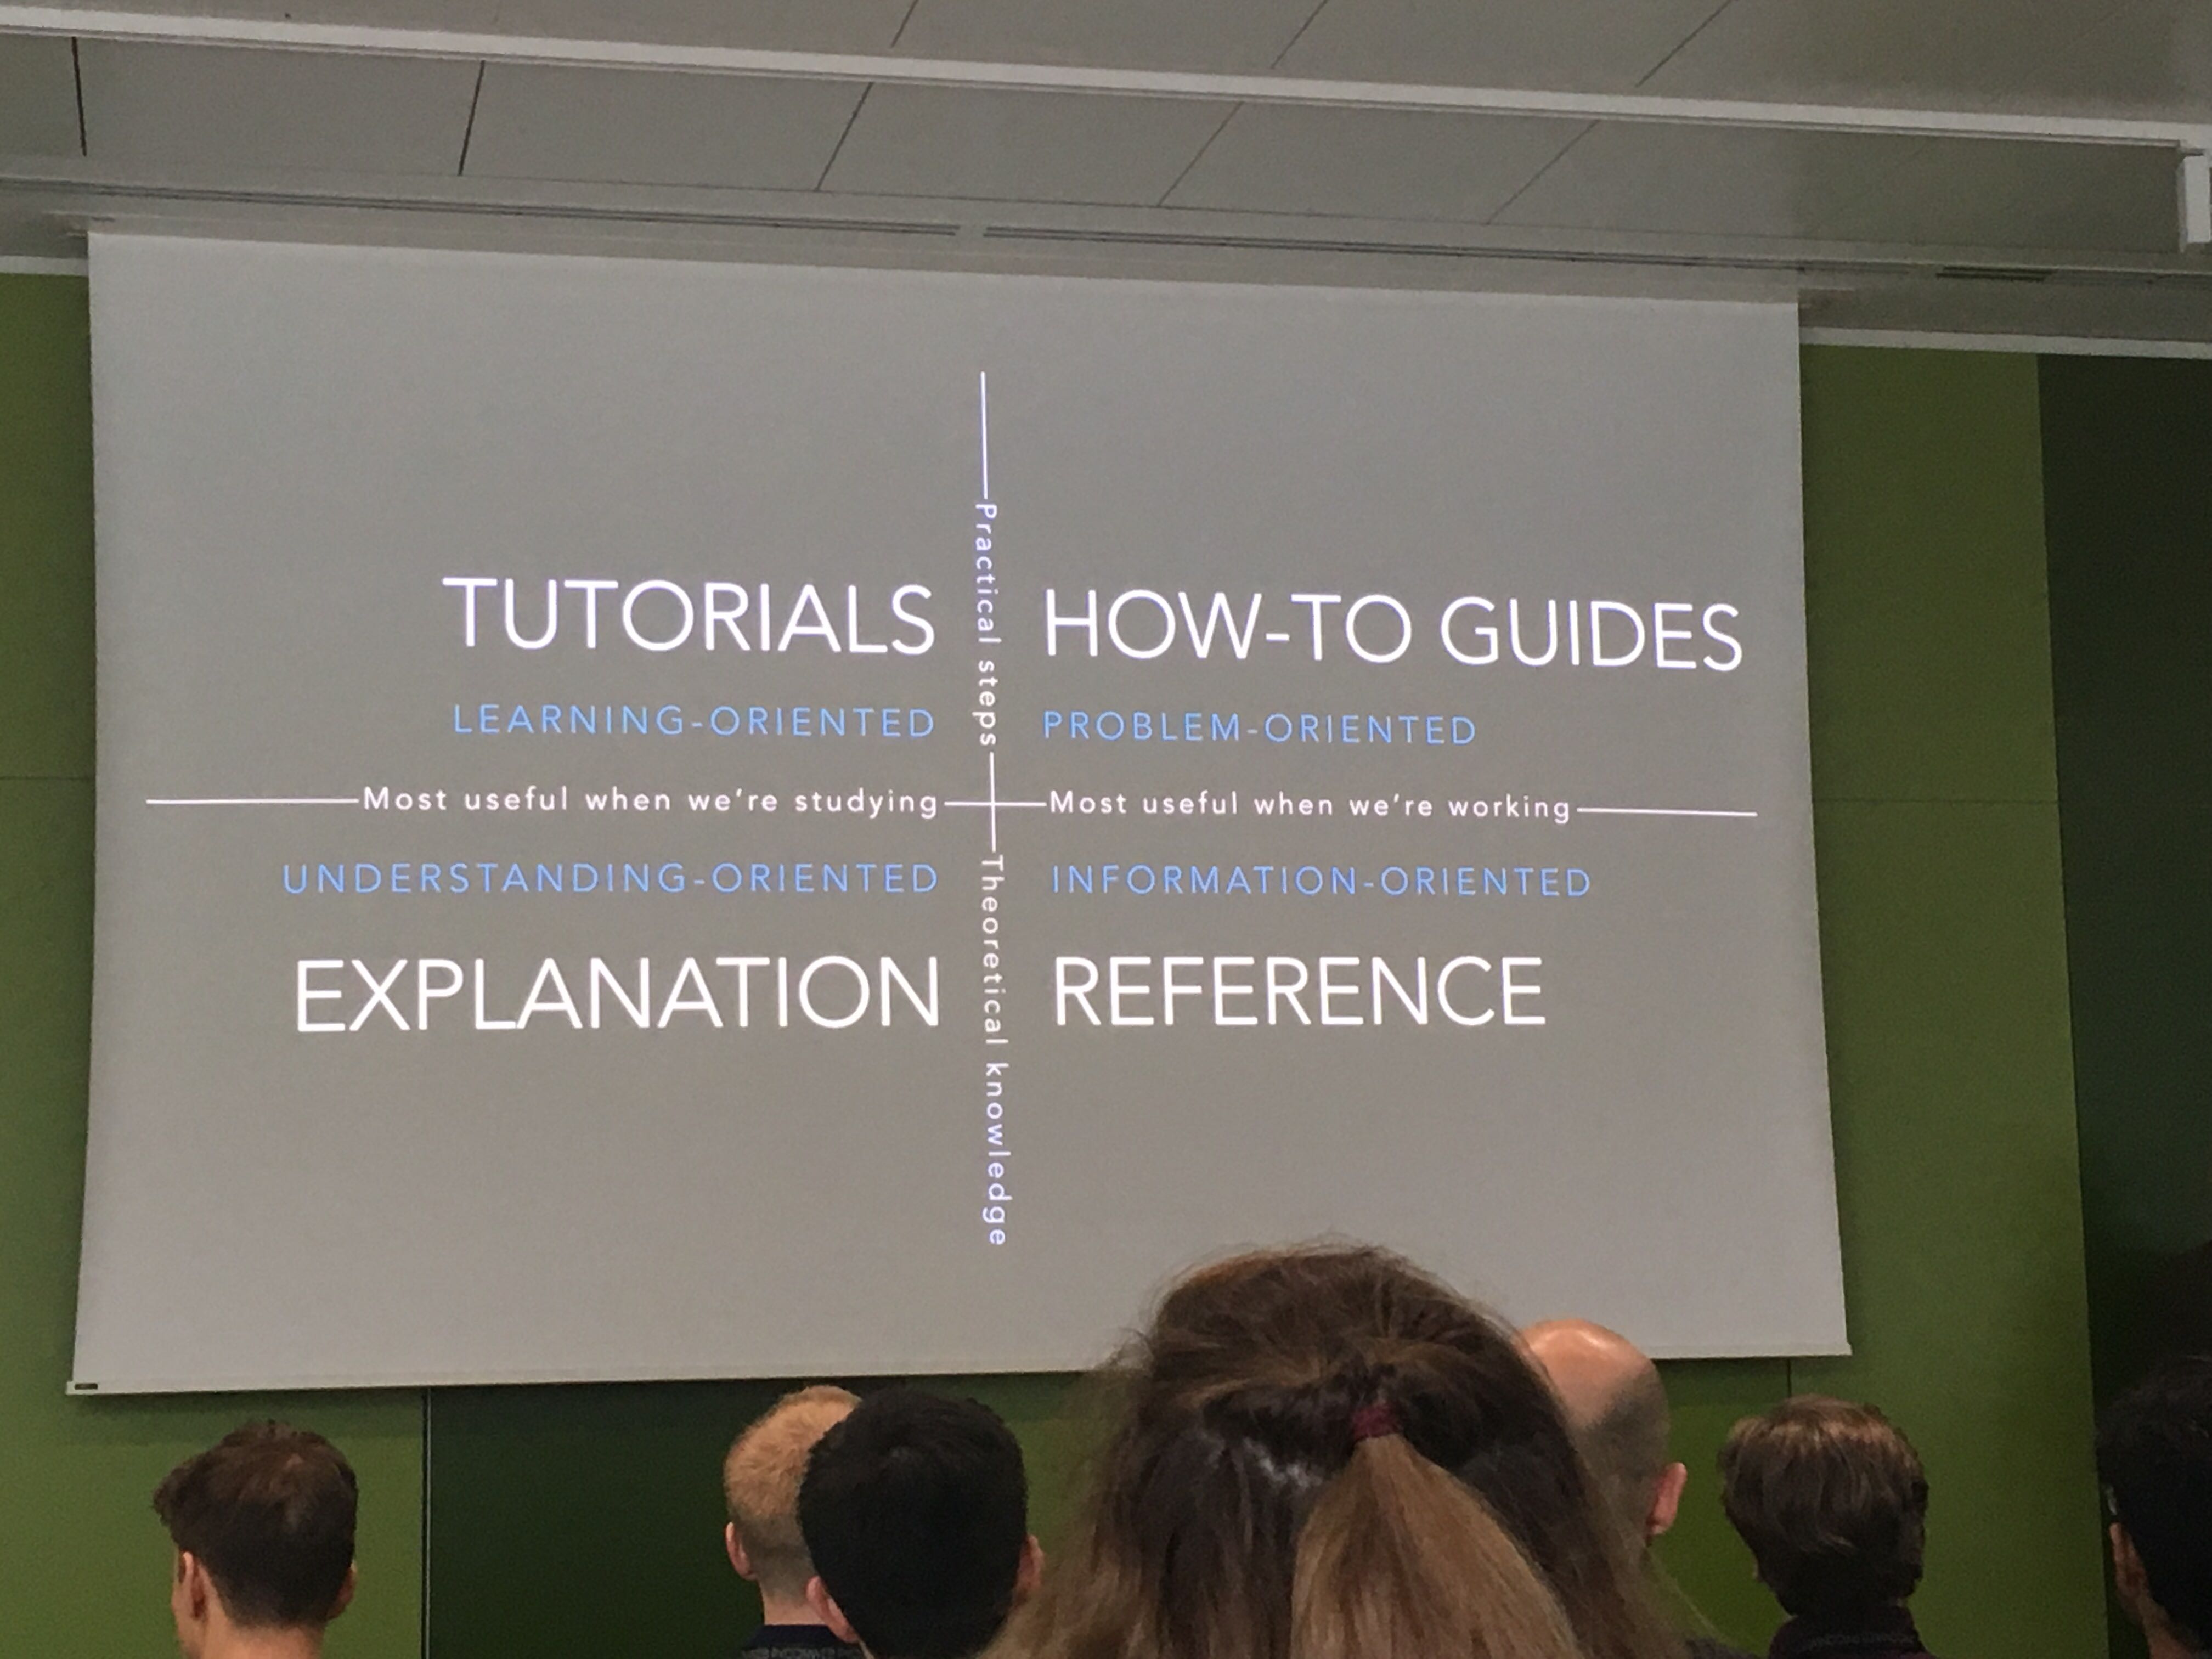 Practical steps
TUTORIALS
HOW-TO GUIDES
LEARNING-ORIENTED
PROBLEM-ORIENTED
Most useful when we're studying
Most useful when we're working
UNDERSTANDING-ORIENTED
INFORMATION-ORIENTED
EXPLANATION
REFERENCE
Theoretical knowledge